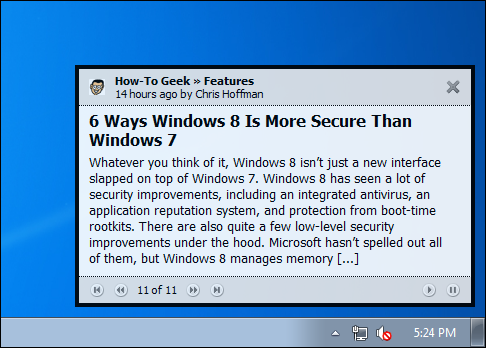 How-To Geek » Features
14 hours ago by Chris Hoffman
6 Ways Windows 8 Is More Secure Than
Windows 7
Whatever you think of it, Windows 8 isn’t just a new interface
slapped on top of Windows 7. Windows 8 has seen a lot of
security improvements, including an integrated antivirus, an
application reputation system, and protection from boot-time
rootkits. There are also quite a few low-level security
improvements under the hood. Microsoft hasn’t spelled out all
of them, but Windows 8 manages memory [...]
11 of 11
5:24 PM